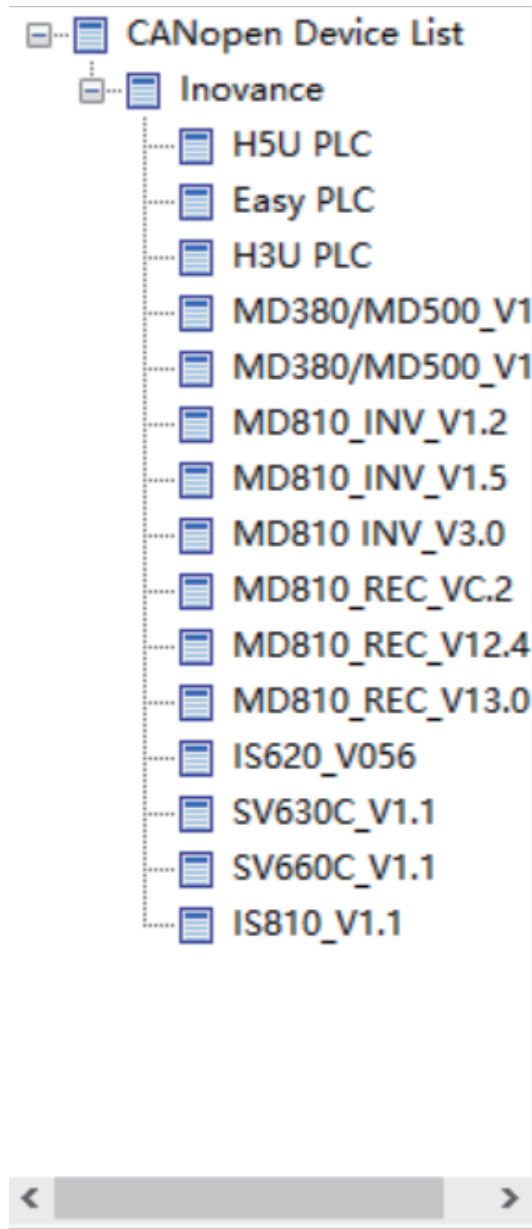 CANopen Device List
Inovance
H5U PLC
Easy PLC
H3U PLC
MD380/MD500_V1
MD380/MD500_V1
MD810_INV_V1.2
MD810_INV_V1.5
MD810 INV_V3.0
MD810_REC_VC.2
MD810_REC_V12.4
MD810_REC_V13.0
IS620_V056
SV630C_V1.1
SV660C_V1.1
IS810_V1.1